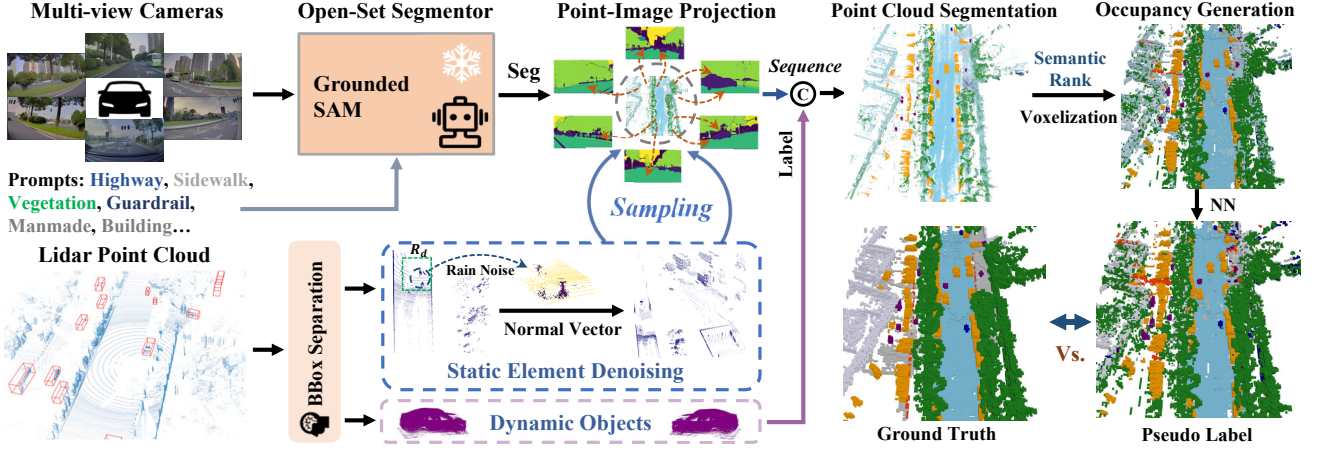 Multi-view Cameras
Open-Set Segmentor
Point-Image Projection
Point Cloud Segmentation
Occupancy Generation
Grounded
SAM
Seg
Sequence
C
Label
Semantic
Rank
Voxelization
Prompts: Highway, Sidewalk,
Vegetation, Guardrail,
Manmade, Building...
Sampling
NN
Lidar Point Cloud
BBox Separation
Rd
Rain Noise
Normal Vector
Static Element Denoising
Dynamic Objects
Vs.
Ground Truth
Pseudo Label